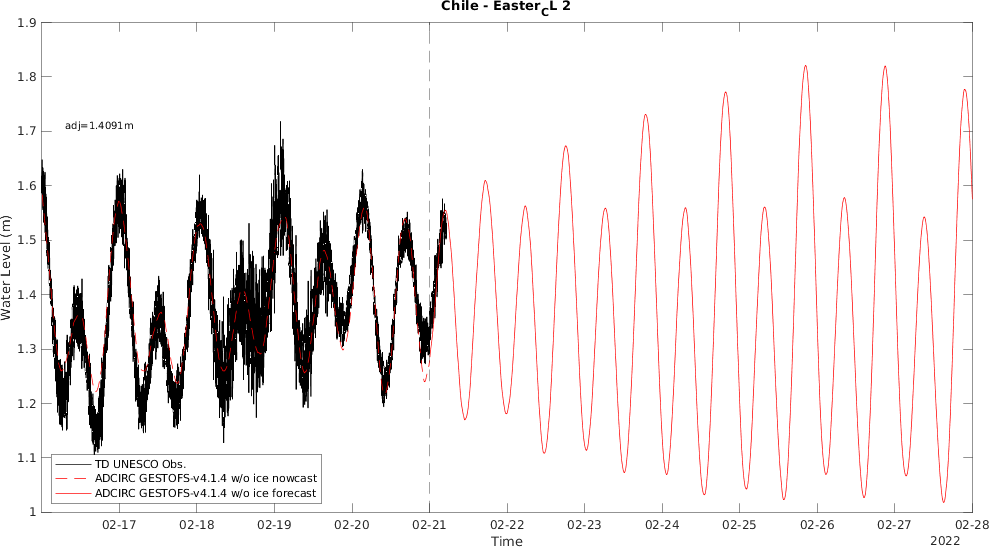 Chile - EasterCL 2
1.9
1.8
1.7
1.6
1.5
1.4
1.3
1.2
1.1
1
Water Level (m)
adj=1.4091m
TD UNESCO Obs.
ADCIRC GESTOFS-v4.1.4 w/o ice nowcast
ADCIRC GESTOFS-v4.1.4 w/o ice forecast
02-17 02-18 02-19 02-20 02-21 02-22 02-23 02-24 02-25 02-26 02-27 02-28
Time
2022